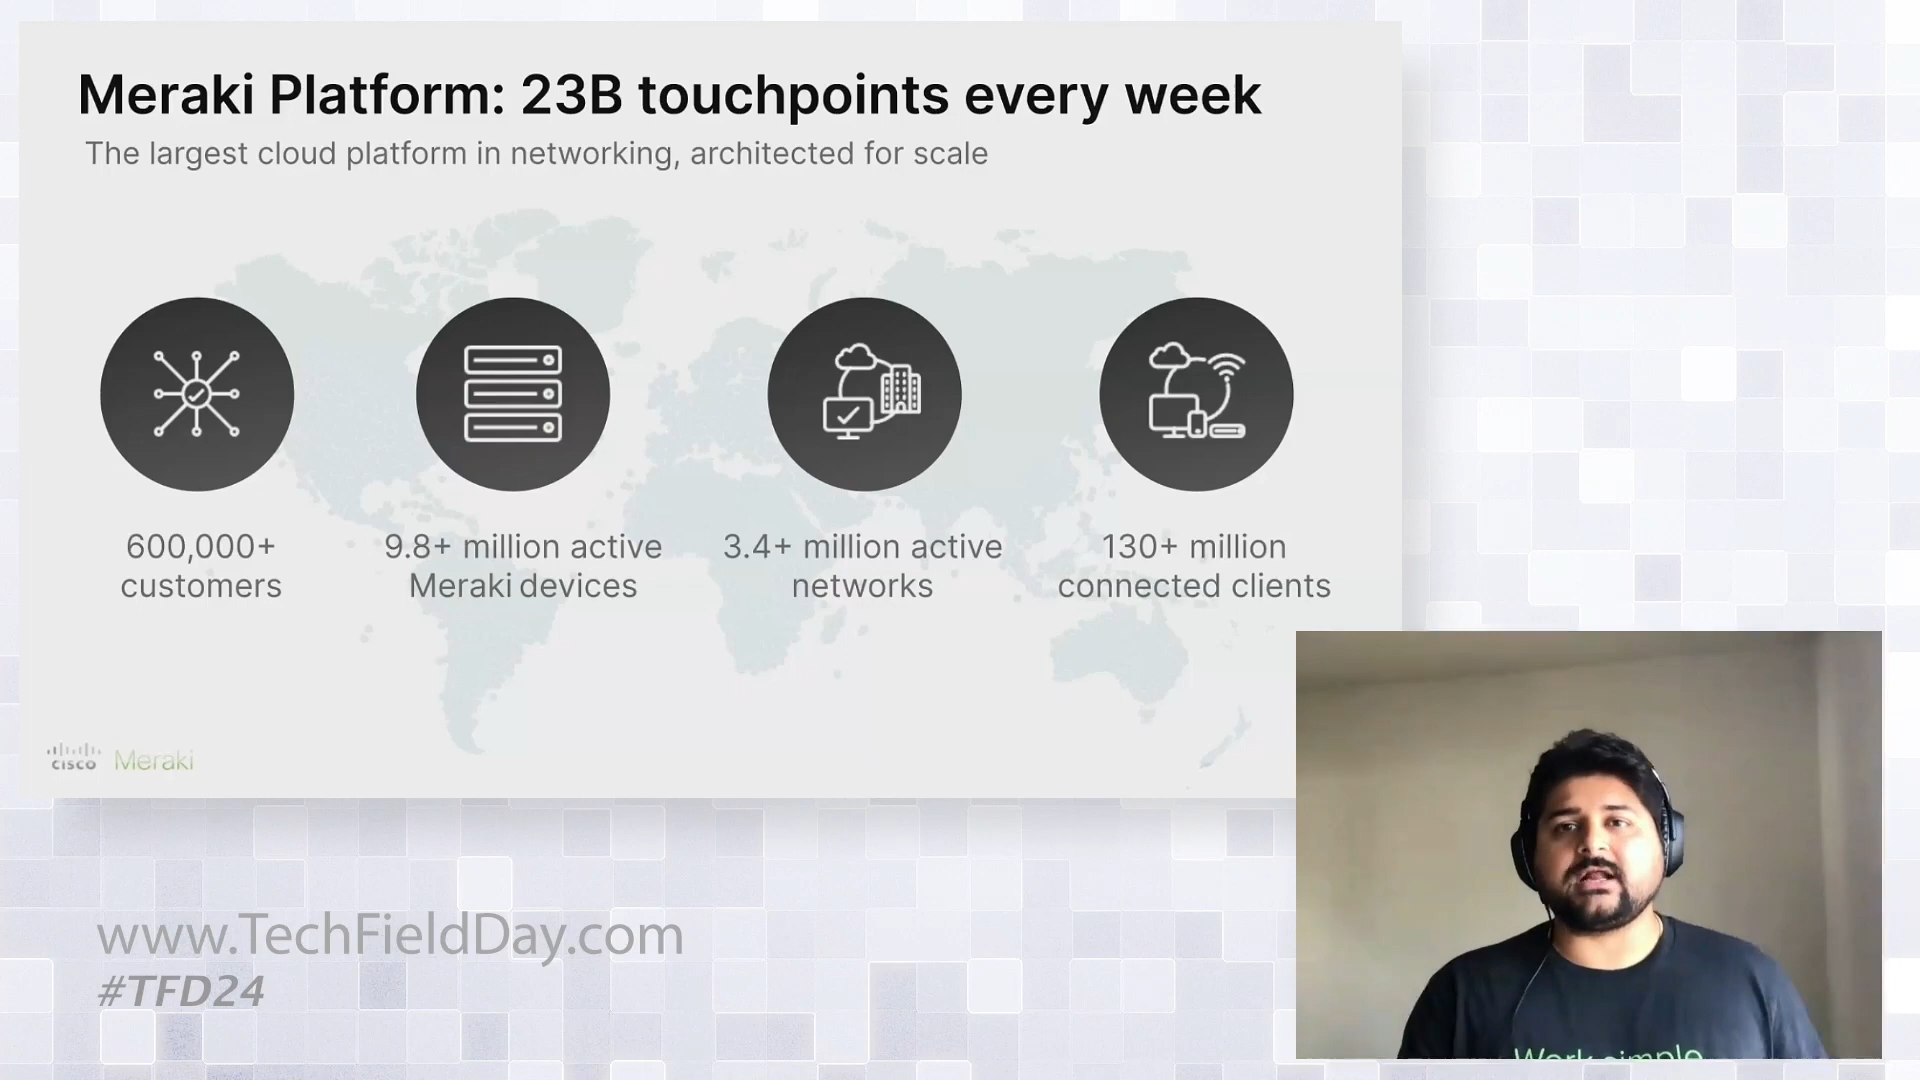 Meraki Platform: 23B touchpoints every week
The largest cloud platform in networking, architected for scale
600,000+
customers
9.8+ million active
Meraki devices
3.4+ million active
networks
130+ million
connected clients
CISCO Meraki
www.TechFieldDay.com
#TFD24
Work simple